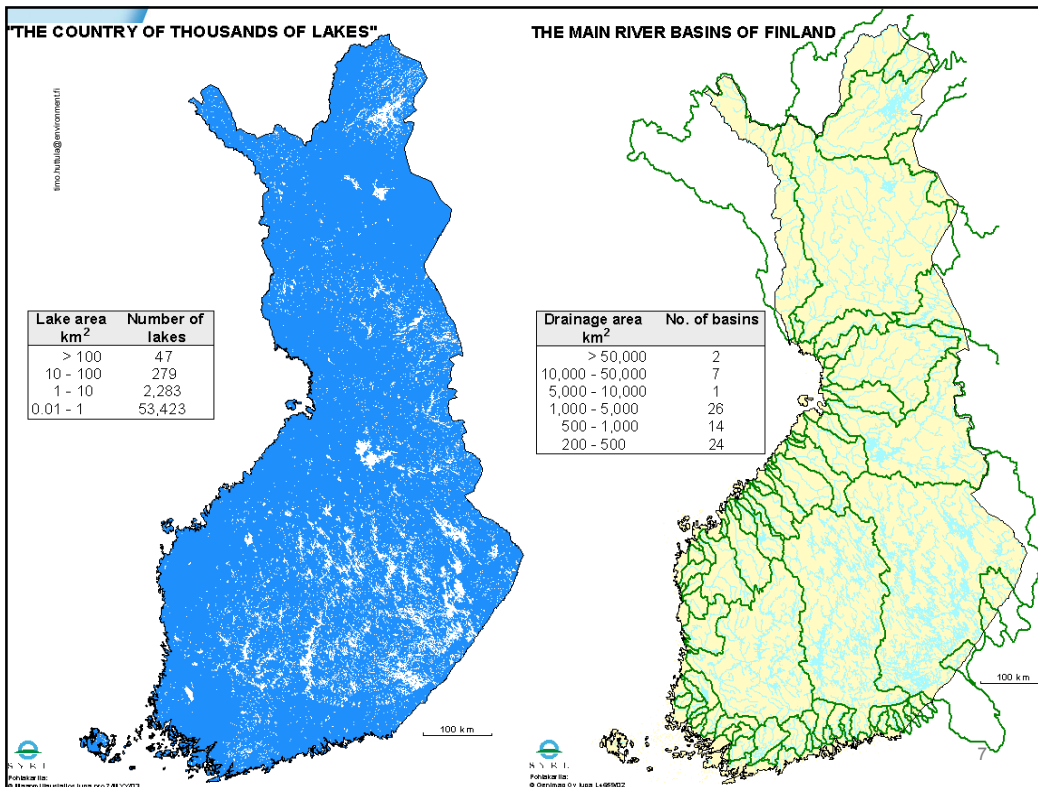 "THE COUNTRY OF THOUSANDS OF LAKES"
timo.huttula@environment.fi
Lake area km² Number of lakes
> 100 47
10 - 100 279
1 - 10 2,283
0.01 - 1 53,423
100 km
S Y K E
Pohjakartta:
THE MAIN RIVER BASINS OF FINLAND
Drainage area km² No. of basins
> 50,000 2
10,000 - 50,000 7
5,000 - 10,000 1
1,000 - 5,000 26
500 - 1,000 14
200 - 500 24
100 km
7
S Y K E
Pohjakartta: